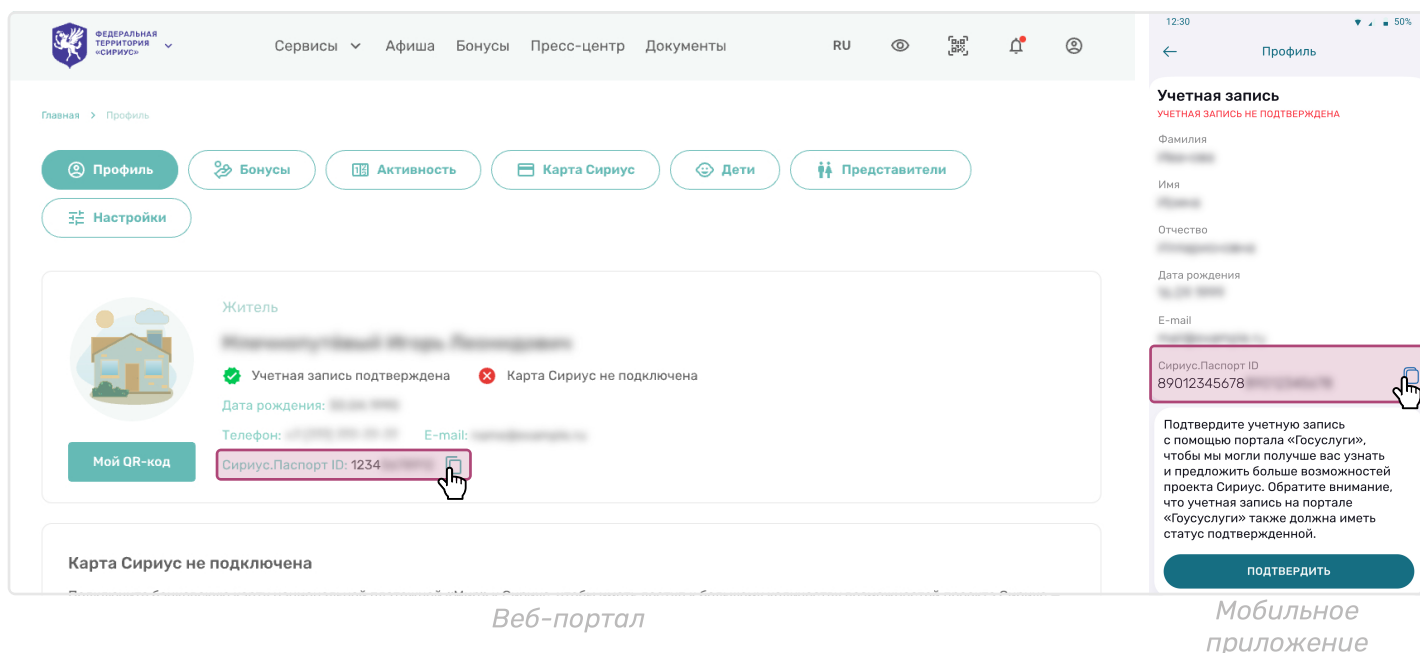 ФЕДЕРАЛЬНАЯ
ТЕРРИТОРИЯ
«СИРИУС»
Сервисы Афиша Бонусы Пресс-центр Документы RU
Главная > Профиль
Профиль Бонусы Активность Карта Сириус Дети Представители
Настройки
Житель
Учетная запись подтверждена Карта Сириус не подключена
Дата рождения:
Телефон: E-mail:
Мой QR-код
Сириус.Паспорт ID: 1234
Карта Сириус не подключена
Веб-портал
12:30 50%
Профиль
Учетная запись
УЧЕТНАЯ ЗАПИСЬ НЕ ПОДТВЕРЖДЕНА
Фамилия
Имя
Отчество
Дата рождения
E-mail
Сириус.Паспорт ID
89012345678
Подтвердите учетную запись
с помощью портала «Госуслуги»,
чтобы мы могли получше вас узнать
и предложить больше возможностей
проекта Сириус. Обратите внимание,
что учетная запись на портале
«Гоусуслуги» также должна иметь
статус подтвержденной.
ПОДТВЕРДИТЬ
Мобильное
приложение